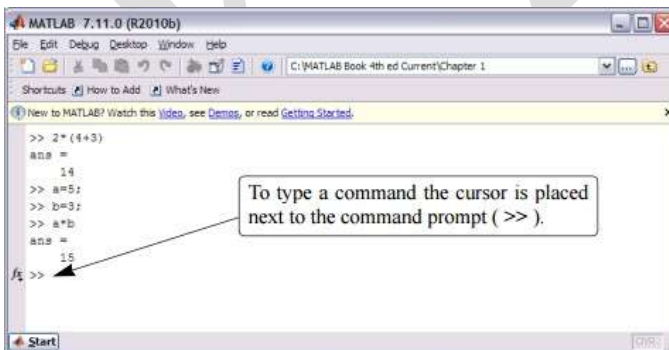 MATLAB 7.11.0 (R2010b)
File Edit Debug Desktop Window Help
C:\MATLAB Book 4th ed Current\Chapter 1
Shortcuts How to Add What's New
New to MATLAB? Watch this Video, see Demos, or read Getting Started.
>> 2*(4+3)
ans =
14
>> a=5;
>> b=3;
>> a*b
ans =
15
fx >>
To type a command the cursor is placed
next to the command prompt ( >> ).
Start
OVR